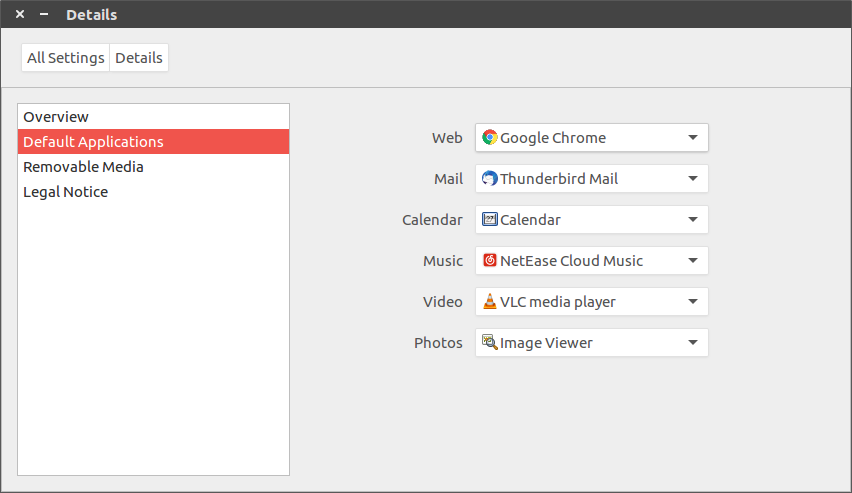 Details
All Settings Details
Overview
Default Applications
Removable Media
Legal Notice
Web Google Chrome
Mail Thunderbird Mail
Calendar Calendar
Music NetEase Cloud Music
Video VLC media player
Photos Image Viewer